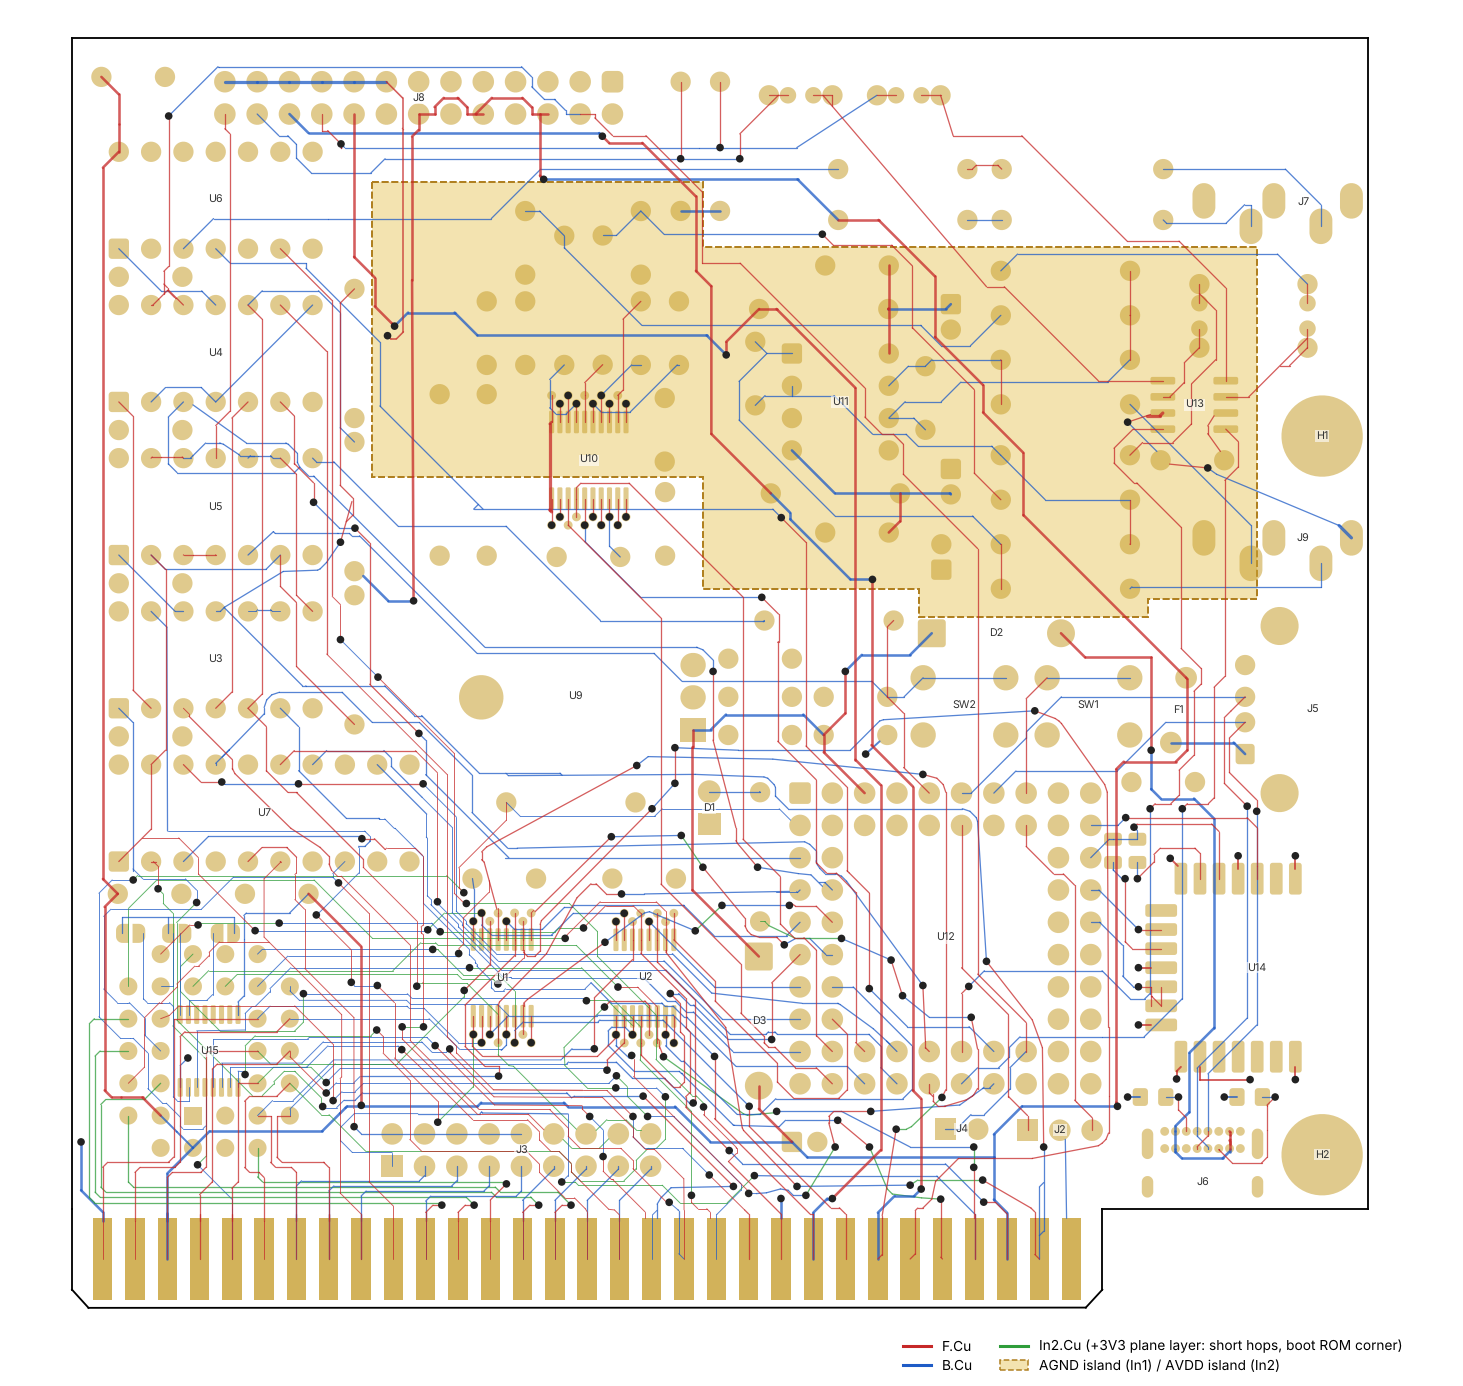 J8
U6
J7
U4
U11
U13
H1
U10
U5
J9
D2
U3
U9
SW2
SW1
F1
J5
D1
U7
U12
U1
U2
U14
D3
U15
J4
J2
J3
H2
J6
F.Cu
In2.Cu (+3V3 plane layer: short hops, boot ROM corner)
B.Cu
AGND island (In1) / AVDD island (In2)